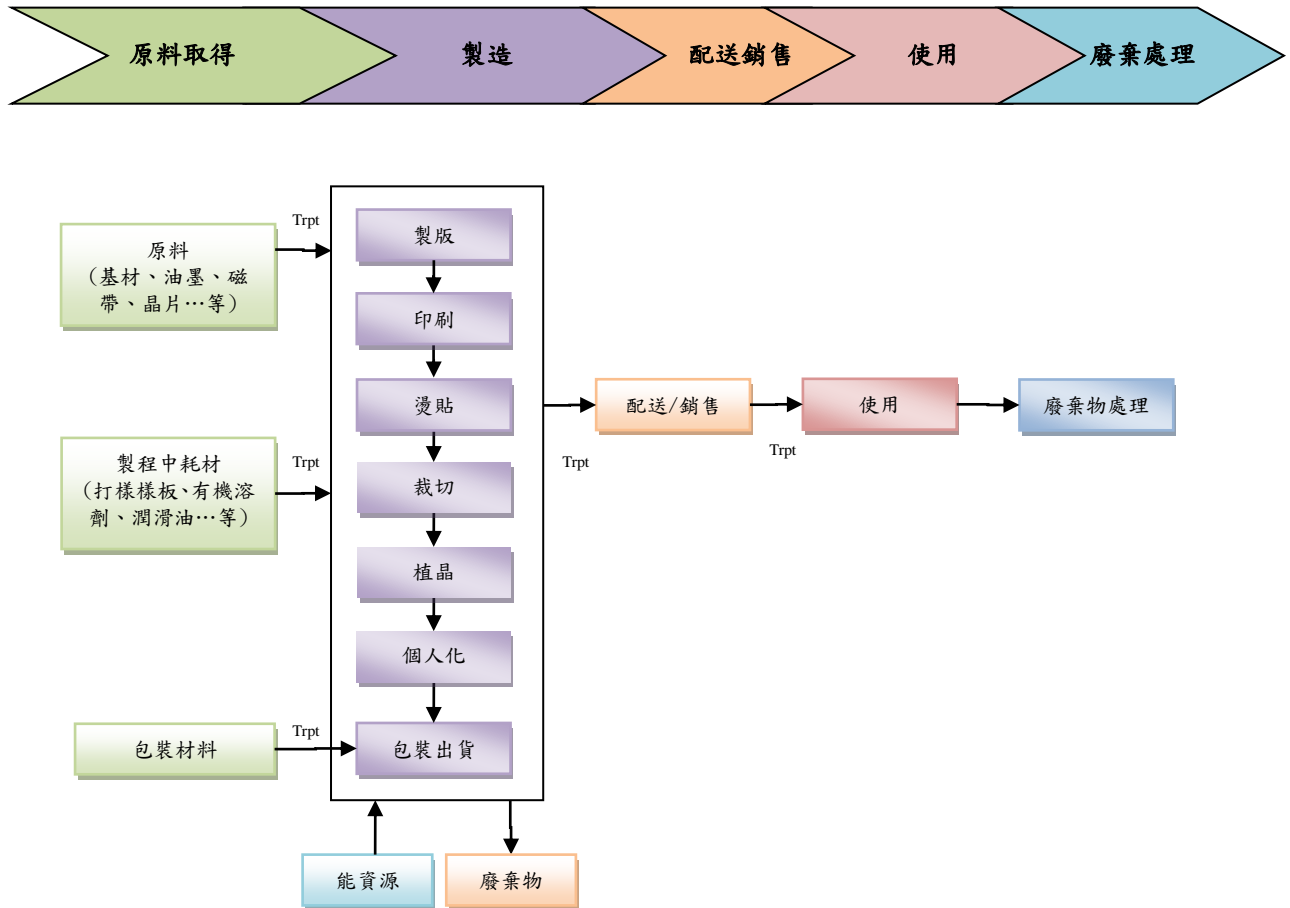 原料取得
製造
配送銷售
使用
廢棄處理
原料
（基材、油墨、磁
帶、晶片…等）
Trpt
製程中耗材
（打樣樣板、有機溶
劑、潤滑油…等）
Trpt
包裝材料
Trpt
製版
印刷
燙貼
裁切
植晶
個人化
包裝出貨
能資源
廢棄物
Trpt
配送/銷售
Trpt
使用
廢棄物處理